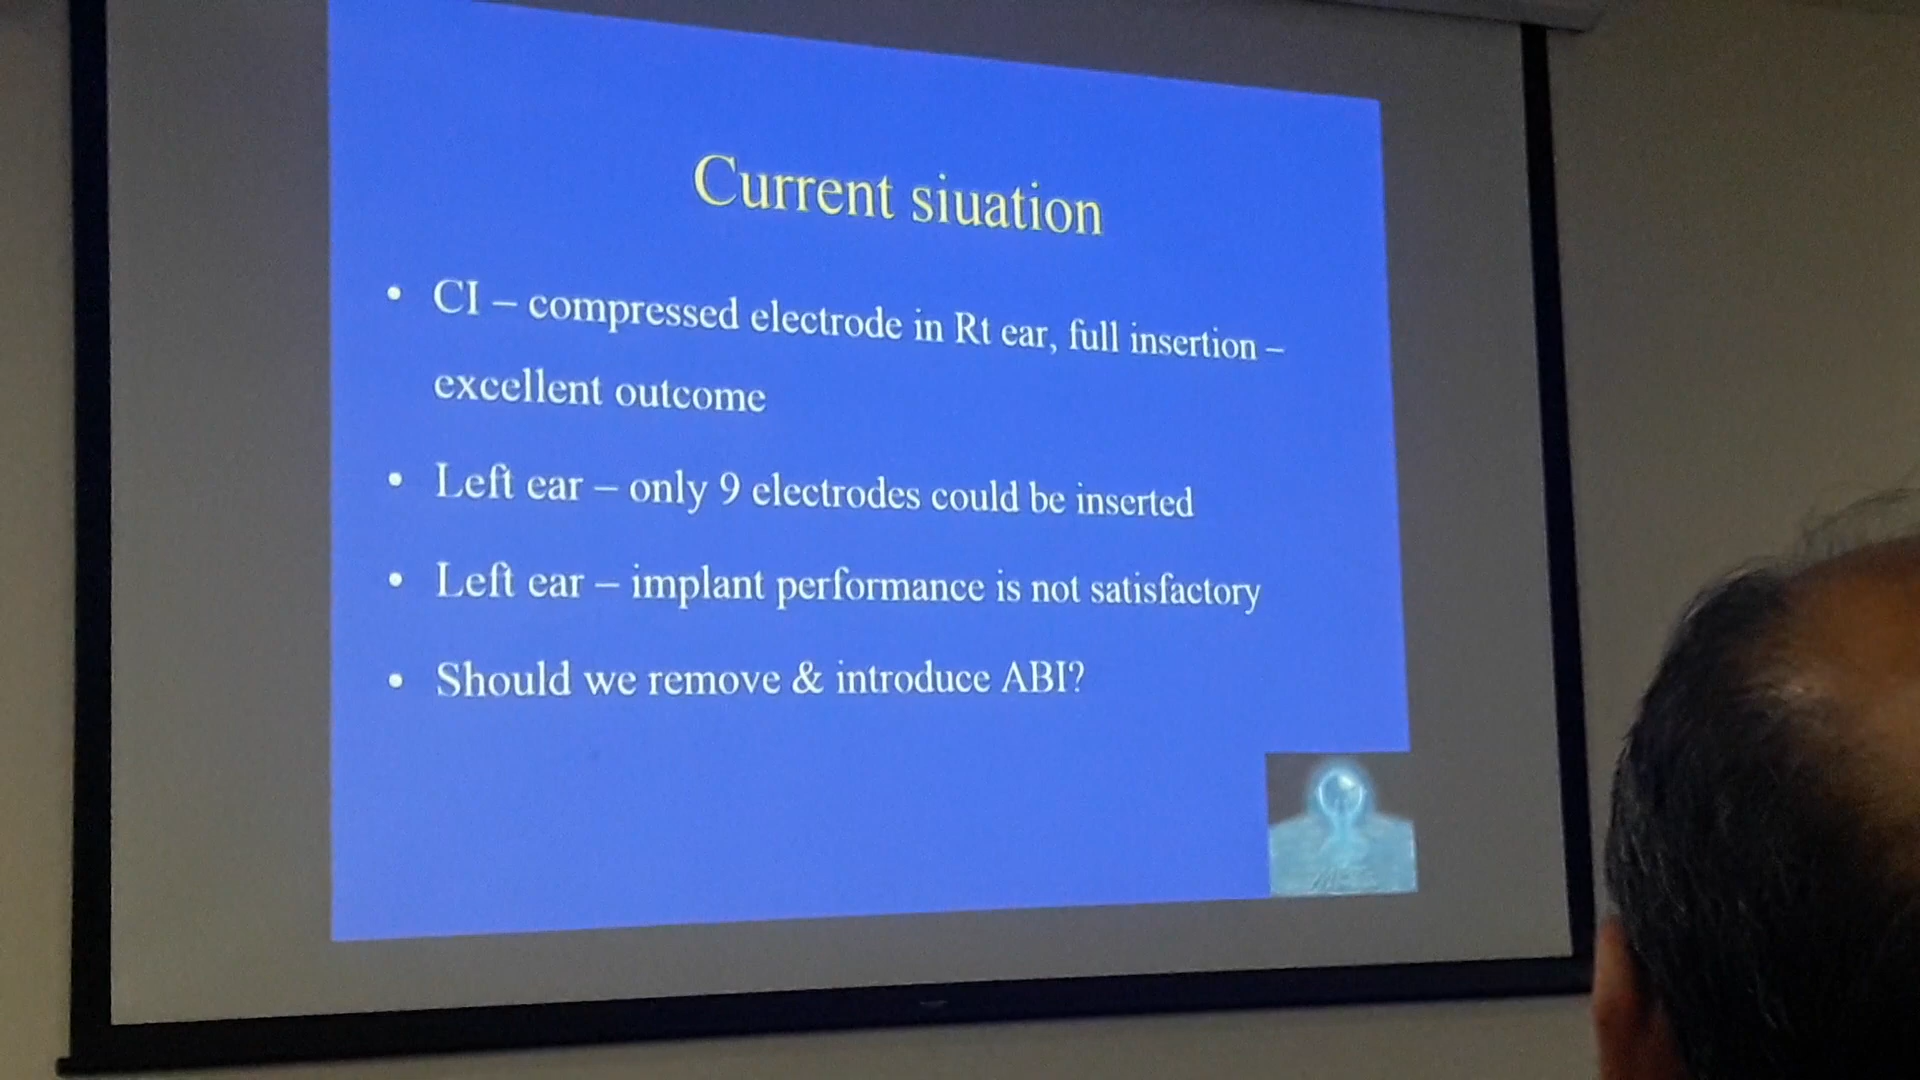 Current siuation
• CI – compressed electrode in Rt ear, full insertion –
excellent outcome
• Left ear – only 9 electrodes could be inserted
• Left ear – implant performance is not satisfactory
• Should we remove & introduce ABI?